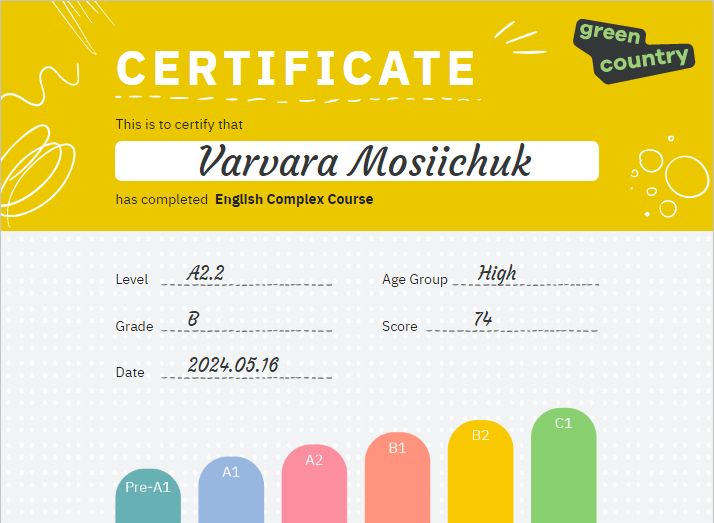 green
country
CERTIFICATE
This is to certify that
Varvara Mosiichuk
has completed English Complex Course
Level A2.2
Age Group High
Grade B
Score 74
Date 2024.05.16
Pre-A1
A1
A2
B1
B2
C1